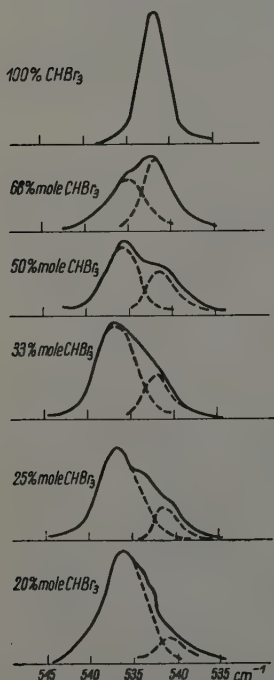 100% CHBr3
68%mole CHBr3
50%mole CHBr3
33%mole CHBr3
25%mole CHBr3
20%mole CHBr3
545 540 535 540 535 cm⁻¹